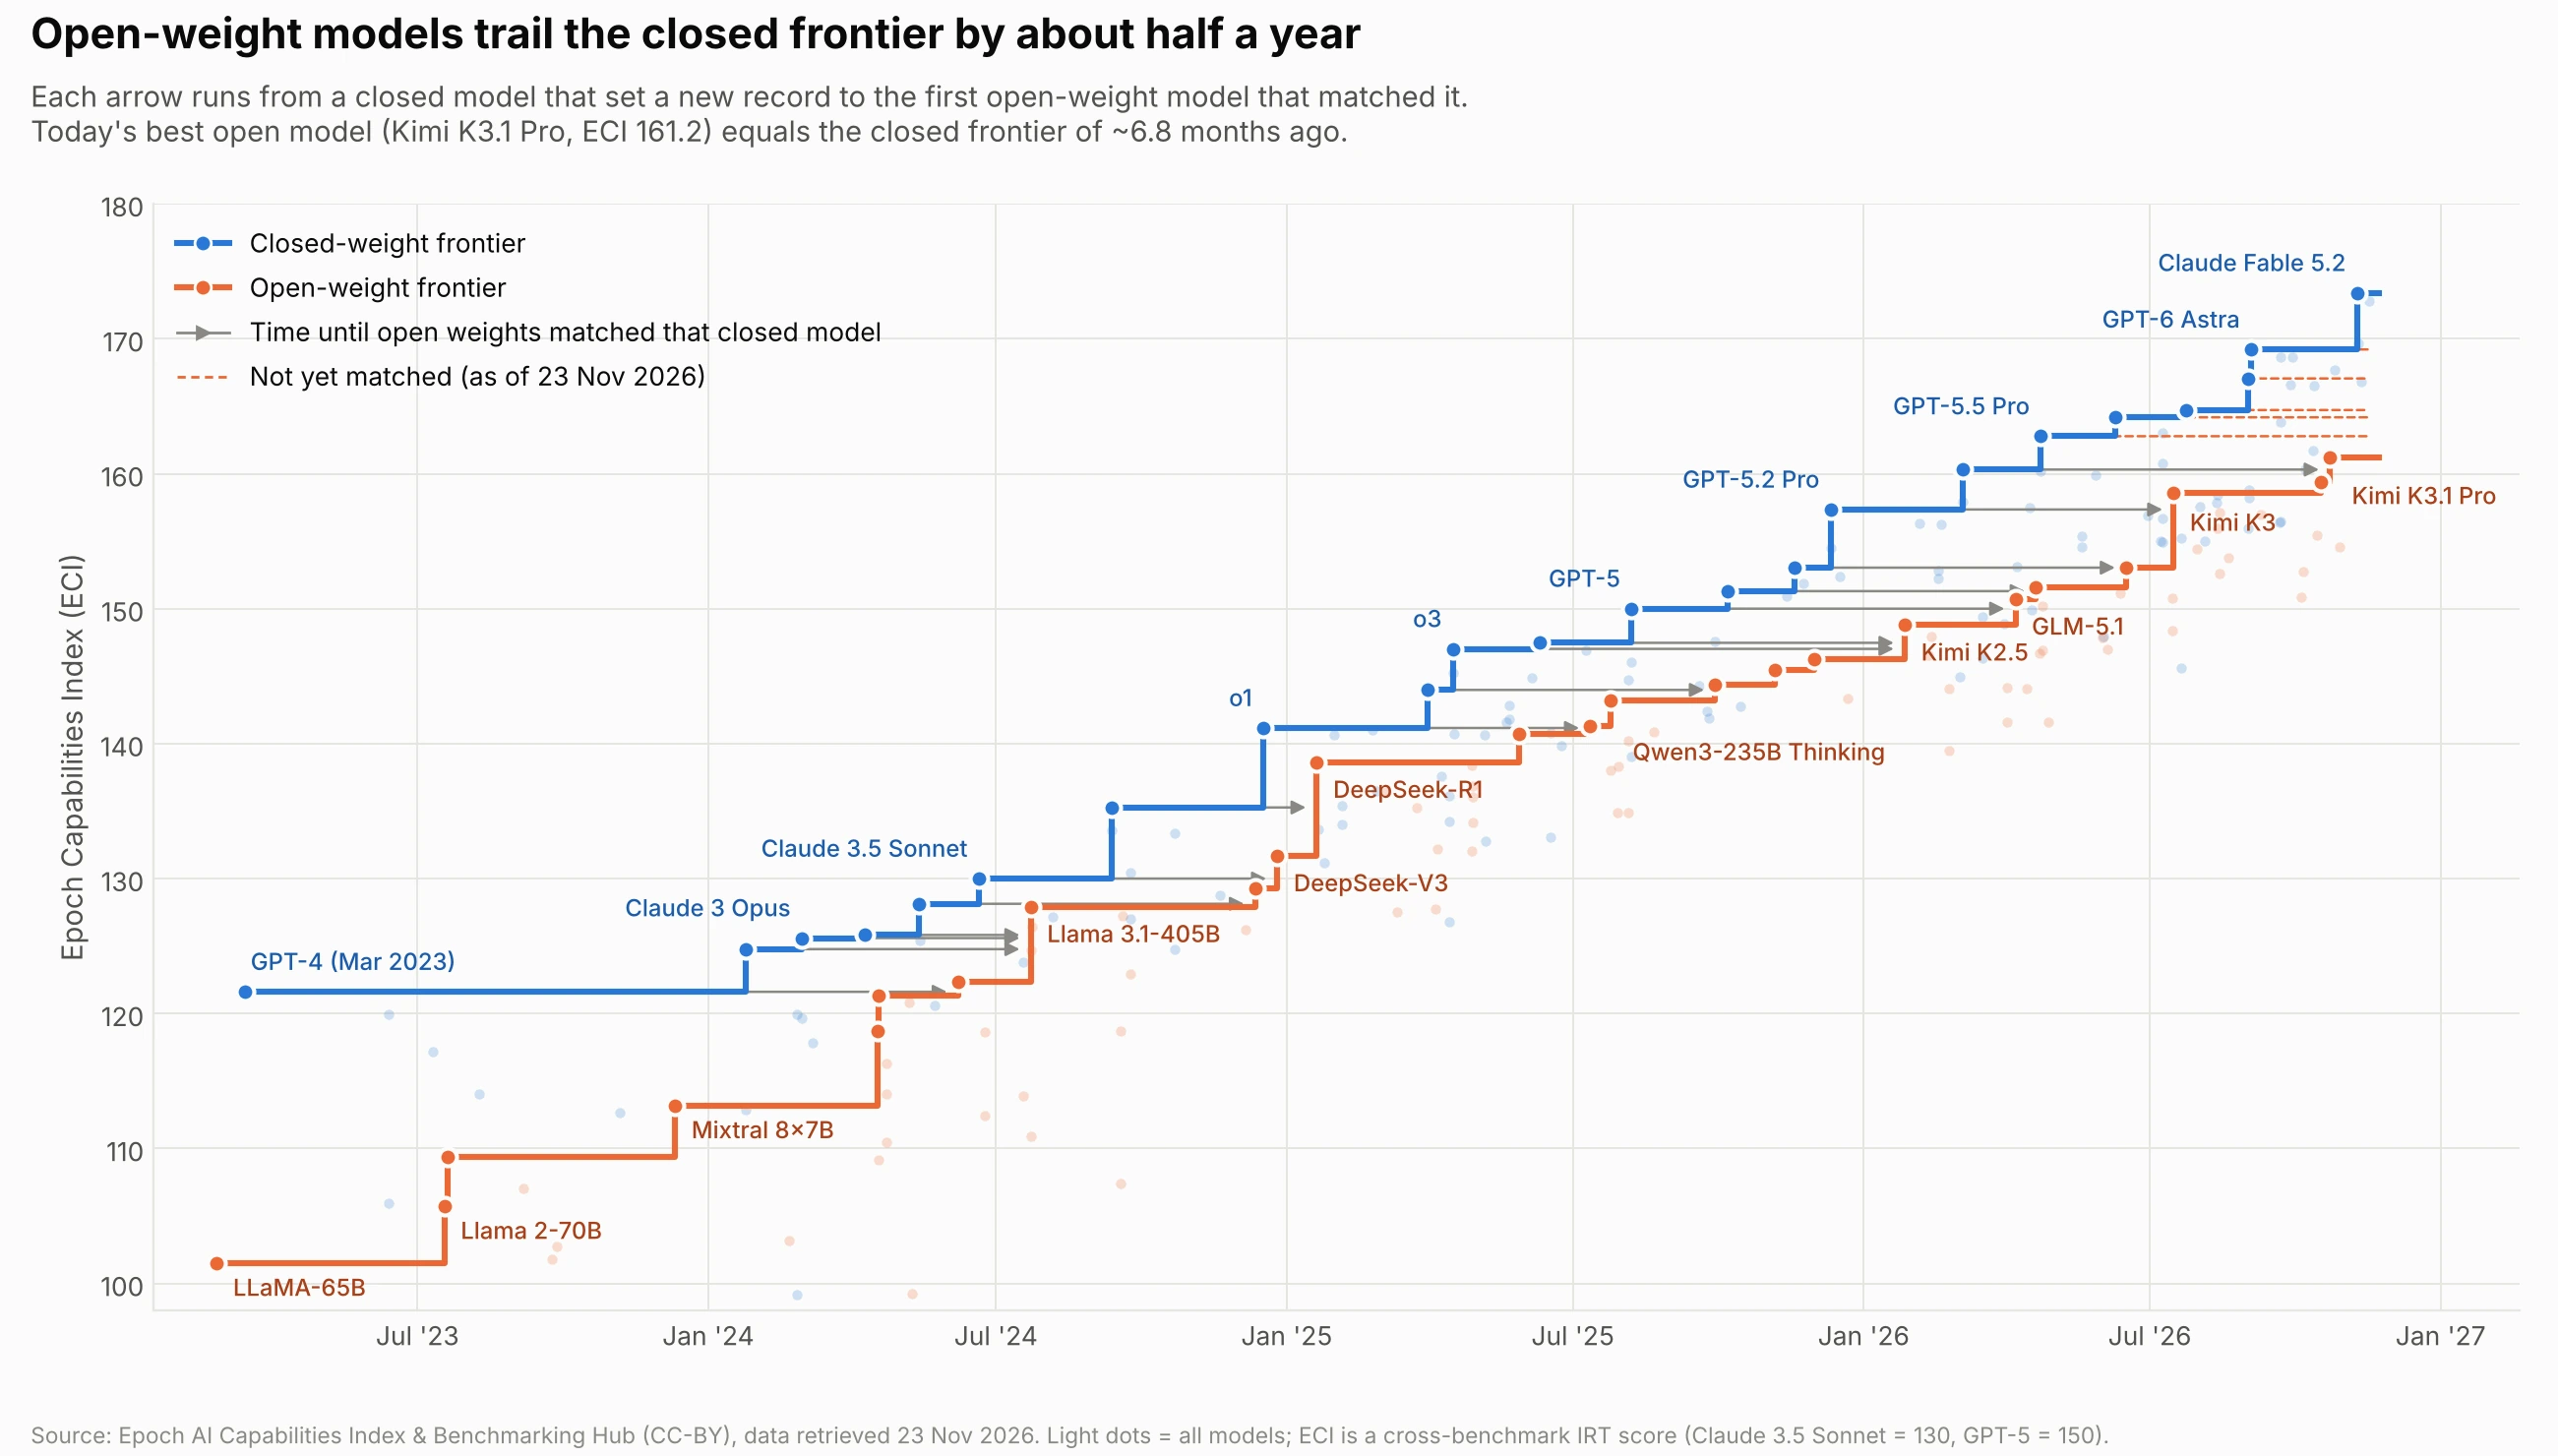 Open-weight models trail the closed frontier by about half a year
Each arrow runs from a closed model that set a new record to the first open-weight model that matched it.
Today's best open model (Kimi K3.1 Pro, ECI 161.2) equals the closed frontier of ~6.8 months ago.
Closed-weight frontier
Open-weight frontier
Time until open weights matched that closed model
Not yet matched (as of 23 Nov 2026)
Epoch Capabilities Index (ECI)
180
170
160
150
140
130
120
110
100
Claude Fable 5.2
GPT-6 Astra
GPT-5.5 Pro
GPT-5.2 Pro
Kimi K3.1 Pro
Kimi K3
GPT-5
o3
GLM-5.1
Kimi K2.5
o1
Qwen3-235B Thinking
DeepSeek-R1
Claude 3.5 Sonnet
DeepSeek-V3
Claude 3 Opus
Llama 3.1-405B
GPT-4 (Mar 2023)
Mixtral 8×7B
Llama 2-70B
LLaMA-65B
Jul '23
Jan '24
Jul '24
Jan '25
Jul '25
Jan '26
Jul '26
Jan '27
Source: Epoch AI Capabilities Index & Benchmarking Hub (CC-BY), data retrieved 23 Nov 2026. Light dots = all models; ECI is a cross-benchmark IRT score (Claude 3.5 Sonnet = 130, GPT-5 = 150).